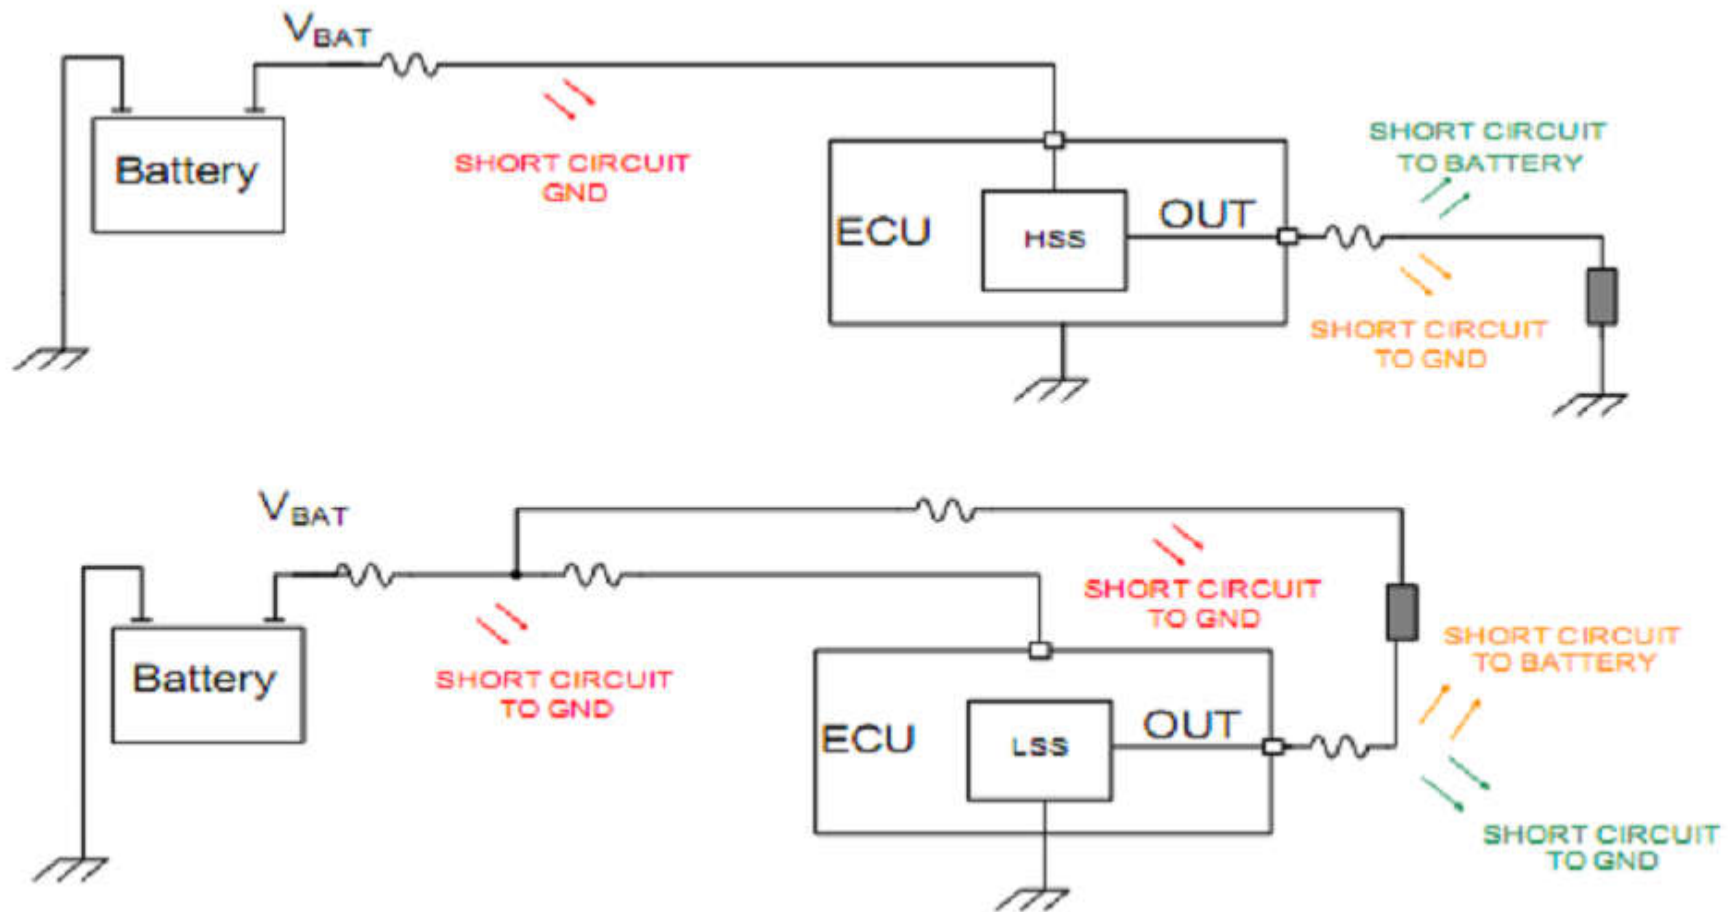 VBAT
Battery
SHORT CIRCUIT
GND
ECU
HSS
OUT
SHORT CIRCUIT
TO BATTERY
SHORT CIRCUIT
TO GND
VBAT
Battery
SHORT CIRCUIT
TO GND
SHORT CIRCUIT
TO GND
ECU
LSS
OUT
SHORT CIRCUIT
TO BATTERY
SHORT CIRCUIT
TO GND